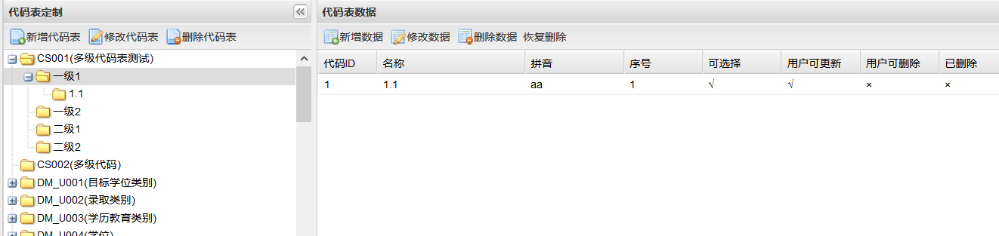 代码表定制
新增代码表 修改代码表 删除代码表
CS001(多级代码表测试)
一级1
1.1
一级2
二级1
二级2
CS002(多级代码)
DM_U001(目标学位类别)
DM_U002(录取类别)
DM_U003(学历教育类别)
DM_U004(学位)
代码表数据
新增数据 修改数据 删除数据 恢复删除
代码ID 名称 拼音 序号 可选择 用户可更新 用户可删除 已删除
1 1.1 aa 1 √ √ × ×